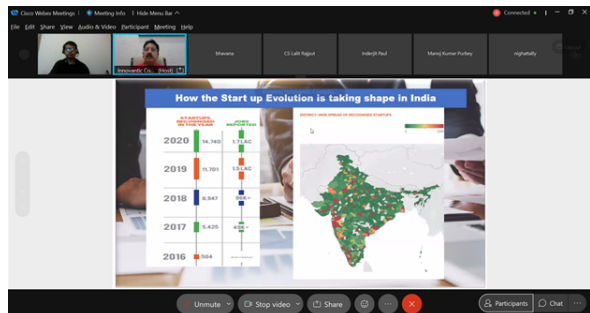 Cisco Webex Meetings
Meeting Info
Hide Menu Bar
Connected
File Edit Share View Audio & Video Participant Meeting Help
Innovantic Co... (Host)
bhavana
CS Lalit Rajput
Inderjit Paul
Manoj Kumar Purbey
nighattally
How the Start up Evolution is taking shape in India
STARTUPS
RECOGNISED
IN THE YEAR
JOBS
REPORTED
2020 14,740 1.7 LAC
2019 11,701 1.5 LAC
2018 8,947
2017 5,425
2016 504
DISTRICT-WISE SPREAD OF RECOGNISED STARTUPS
Unmute
Stop video
Share
Participants
Chat